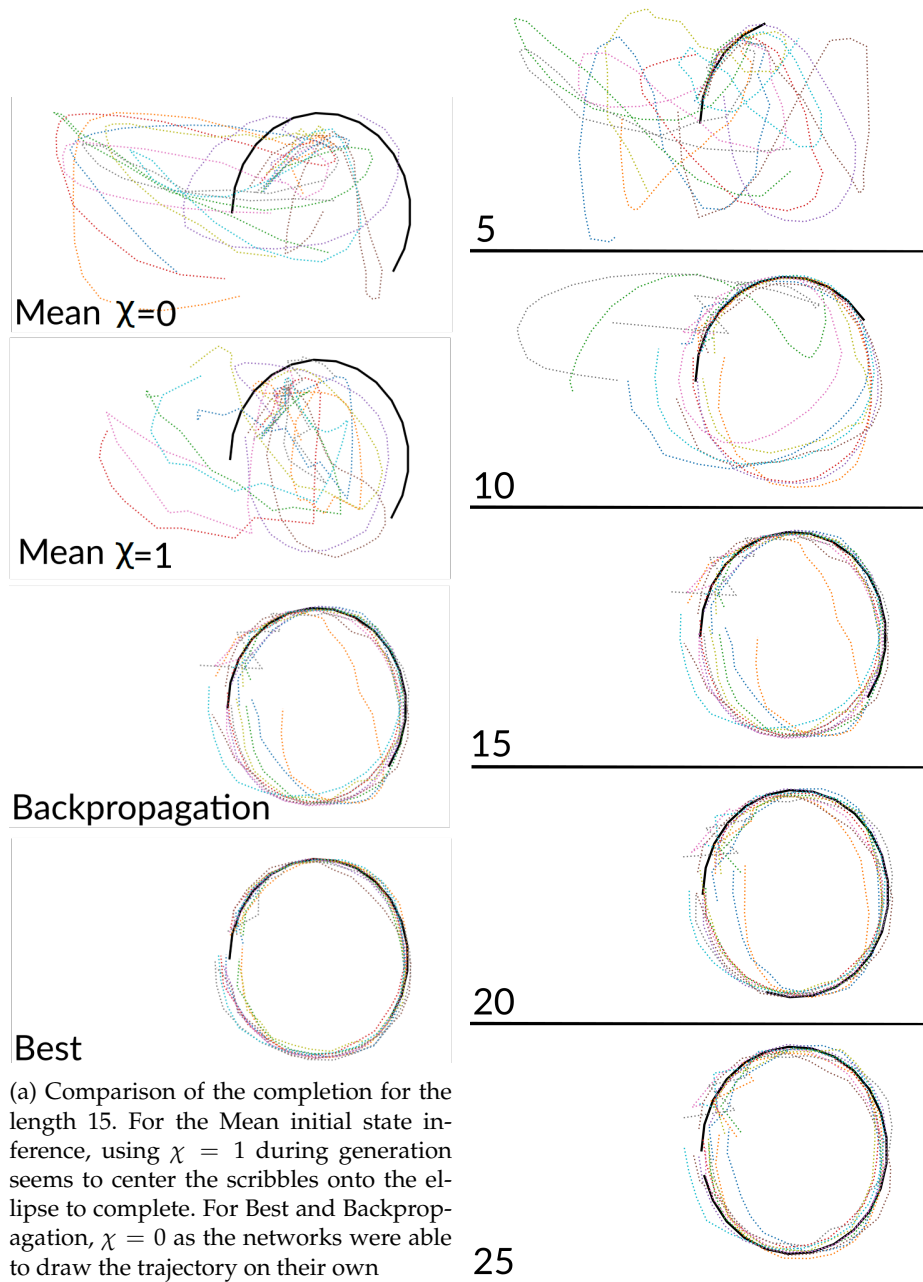 Mean χ=0
Mean χ=1
Backpropagation
Best
(a) Comparison of the completion for the
length 15. For the Mean initial state in-
ference, using χ = 1 during generation
seems to center the scribbles onto the el-
lipse to complete. For Best and Backprop-
agation, χ = 0 as the networks were able
to draw the trajectory on their own
5
10
15
20
25